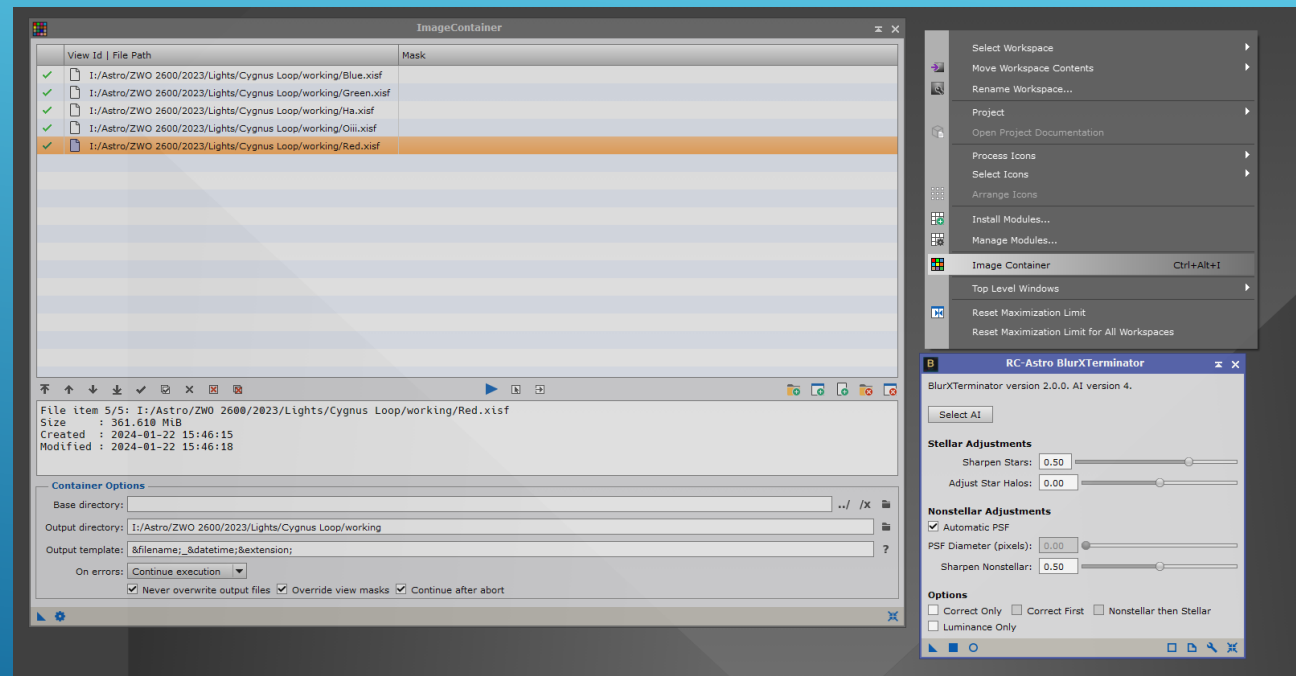 ImageContainer
View Id | File Path Mask
I:/Astro/ZWO 2600/2023/Lights/Cygnus Loop/working/Blue.xisf
I:/Astro/ZWO 2600/2023/Lights/Cygnus Loop/working/Green.xisf
I:/Astro/ZWO 2600/2023/Lights/Cygnus Loop/working/Ha.xisf
I:/Astro/ZWO 2600/2023/Lights/Cygnus Loop/working/Oiii.xisf
I:/Astro/ZWO 2600/2023/Lights/Cygnus Loop/working/Red.xisf
File item 5/5: I:/Astro/ZWO 2600/2023/Lights/Cygnus Loop/working/Red.xisf
Size : 361.610 MiB
Created : 2024-01-22 15:46:15
Modified : 2024-01-22 15:46:18
Container Options
Base directory: ../ /x
Output directory: I:/Astro/ZWO 2600/2023/Lights/Cygnus Loop/working
Output template: &filename;_&datetime;&extension; ?
On errors: Continue execution
Never overwrite output files Override view masks Continue after abort
Select Workspace
Move Workspace Contents
Rename Workspace...
Project
Open Project Documentation
Process Icons
Select Icons
Arrange Icons
Install Modules...
Manage Modules...
Image Container Ctrl+Alt+I
Top Level Windows
Reset Maximization Limit
Reset Maximization Limit for All Workspaces
B RC-Astro BlurXTerminator
BlurXTerminator version 2.0.0. AI version 4.
Select AI
Stellar Adjustments
Sharpen Stars: 0.50
Adjust Star Halos: 0.00
Nonstellar Adjustments
Automatic PSF
PSF Diameter (pixels): 0.00
Sharpen Nonstellar: 0.50
Options
Correct Only Correct First Nonstellar then Stellar
Luminance Only